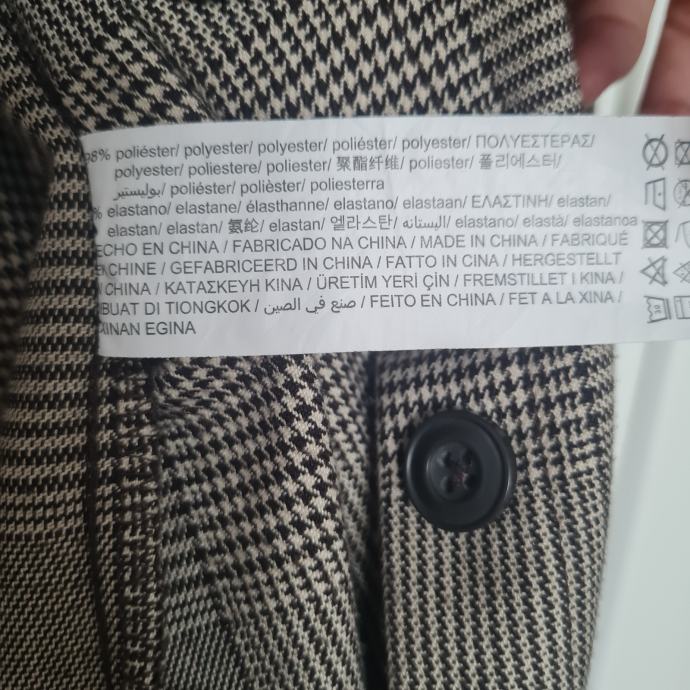 98% poliéster/ polyester/ polyester/ poliéster/ polyester/ ΠΟΛΥΕΣΤΕΡΑΣ/
polyester/ poliestere/ poliester/ 聚酯纤维/ poliester/ 폴리에스터/
بوليستير/ poliéster/ polièster/ poliesterra
% elastano/ elastane/ élasthanne/ elastano/ elastaan/ ΕΛΑΣΤΙΝΗ/ elastan/
elastan/ elastan/ 氨纶/ elastan/ 엘라스탄/ اليستانه/ elastano/ elastà/ elastanoa
ECHO EN CHINA / FABRICADO NA CHINA / MADE IN CHINA / FABRIQUÉ
EN CHINE / GEFABRICEERD IN CHINA / FATTO IN CINA / HERGESTELLT
N CHINA / ΚΑΤΑΣΚΕΥΗ ΚΙΝΑ / ÜRETİM YERİ ÇİN / FREMSTILLET I KINA /
IBUAT DI TIONGKOK / صنع في الصين / FEITO EN CHINA / FET A LA XINA /
XINAN EGINA